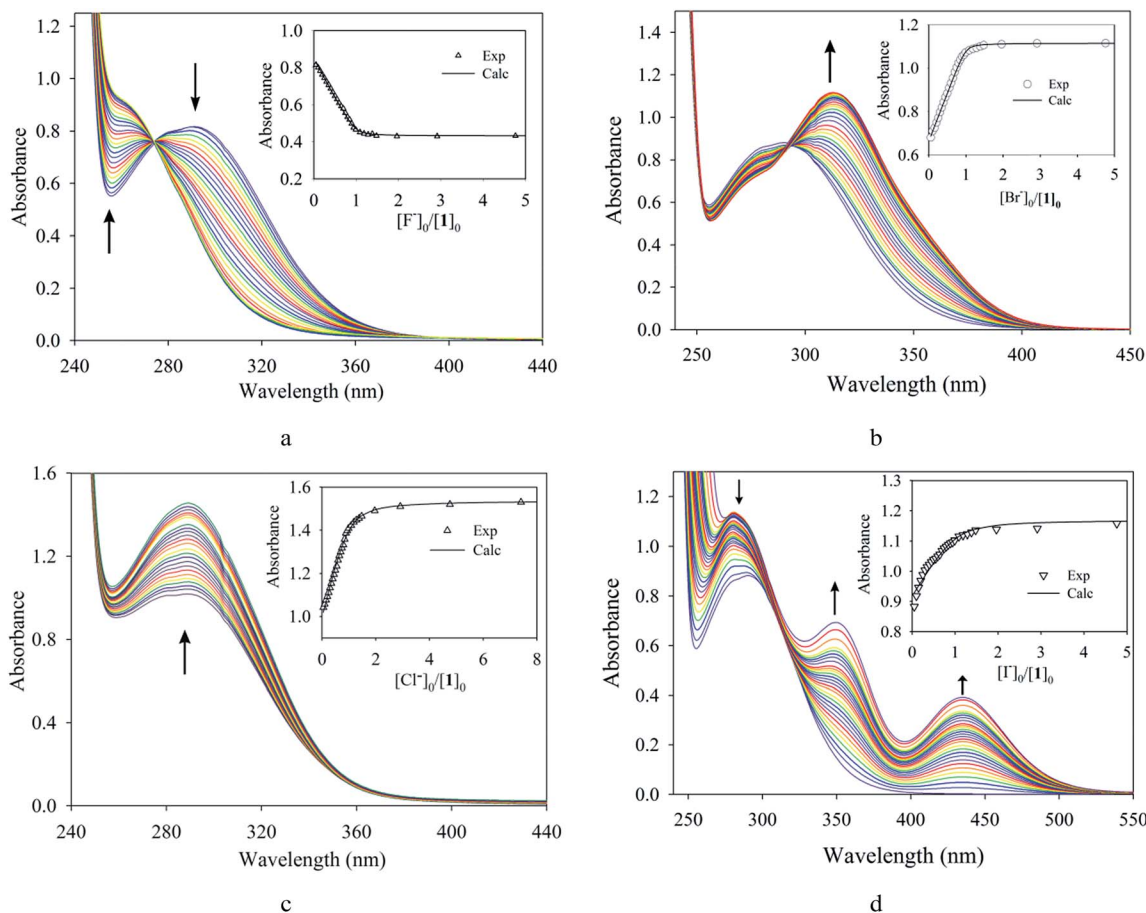 1.2
1.0
0.8
0.6
0.4
0.2
0.0
Absorbance
240 280 320 360 400 440
Wavelength (nm)
1.0
0.8
0.6
0.4
0.2
Absorbance
0 1 2 3 4 5
[F⁻]₀/[1]₀
Exp
Calc
a
1.2
1.0
0.8
0.6
0.4
0.2
0.0
Absorbance
250 300 350 400 450
Wavelength (nm)
1.2
1.0
0.8
0.6
Absorbance
0 1 2 3 4 5
[Br⁻]₀/[1]₀
Exp
Calc
b
1.6
1.2
0.8
0.4
0.0
Absorbance
240 280 320 360 400 440
Wavelength (nm)
1.6
1.4
1.2
1.0
Absorbance
0 2 4 6 8
[Cl⁻]₀/[1]₀
Exp
Calc
c
1.2
1.0
0.8
0.6
0.4
0.2
0.0
Absorbance
250 300 350 400 450 500 550
Wavelength (nm)
1.3
1.2
1.1
1.0
0.9
0.8
Absorbance
0 1 2 3 4 5
[I⁻]₀/[1]₀
Exp
Calc
d